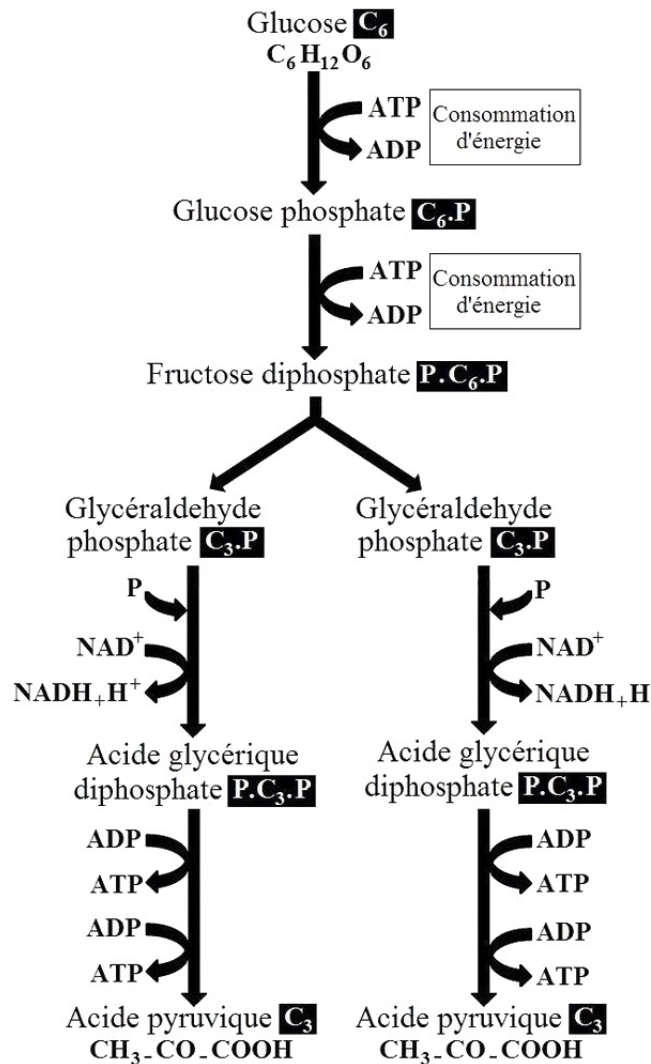 Glucose C₆
C₆H₁₂O₆
ATP
ADP
Consommation
d'énergie
Glucose phosphate C₆.P
ATP
ADP
Consommation
d'énergie
Fructose diphosphate P.C₆.P
Glycéraldehyde
phosphate C₃.P
P
NAD⁺
NADH₊H⁺
Acide glycérique
diphosphate P.C₃.P
ADP
ATP
ADP
ATP
Acide pyruvique C₃
CH₃-CO-COOH
Glycéraldehyde
phosphate C₃.P
P
NAD⁺
NADH₊H
Acide glycérique
diphosphate P.C₃.P
ADP
ATP
ADP
ATP
Acide pyruvique C₃
CH₃-CO-COOH